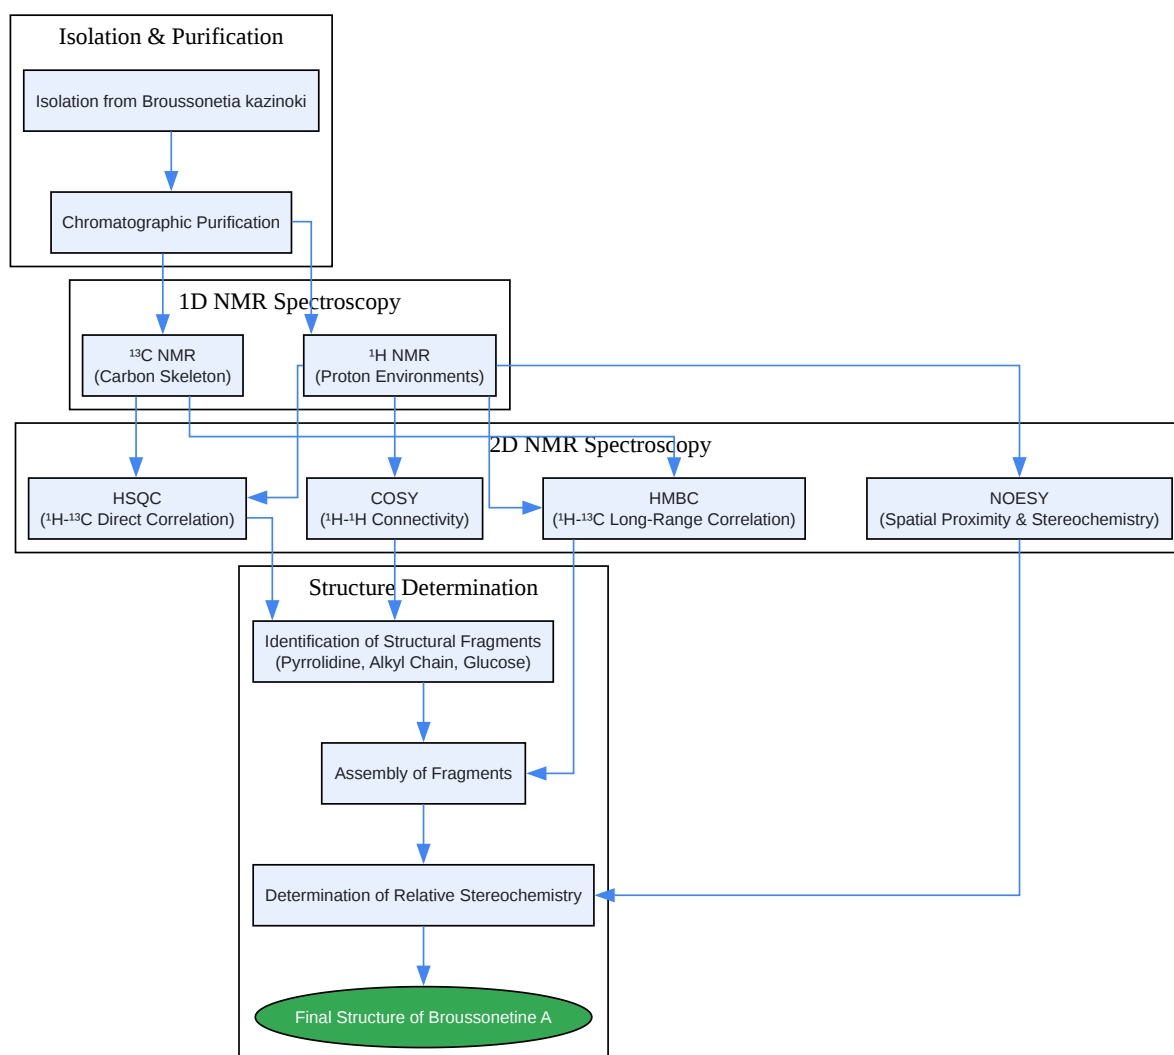 Isolation & Purification
Isolation from Broussonetia kazinoki
Chromatographic Purification
1D NMR Spectroscopy
¹³C NMR
(Carbon Skeleton)
¹H NMR
(Proton Environments)
2D NMR Spectroscopy
HSQC
(¹H-¹³C Direct Correlation)
COSY
(¹H-¹H Connectivity)
HMBC
(¹H-¹³C Long-Range Correlation)
NOESY
(Spatial Proximity & Stereochemistry)
Structure Determination
Identification of Structural Fragments
(Pyrrolidine, Alkyl Chain, Glucose)
Assembly of Fragments
Determination of Relative Stereochemistry
Final Structure of Broussonetine A